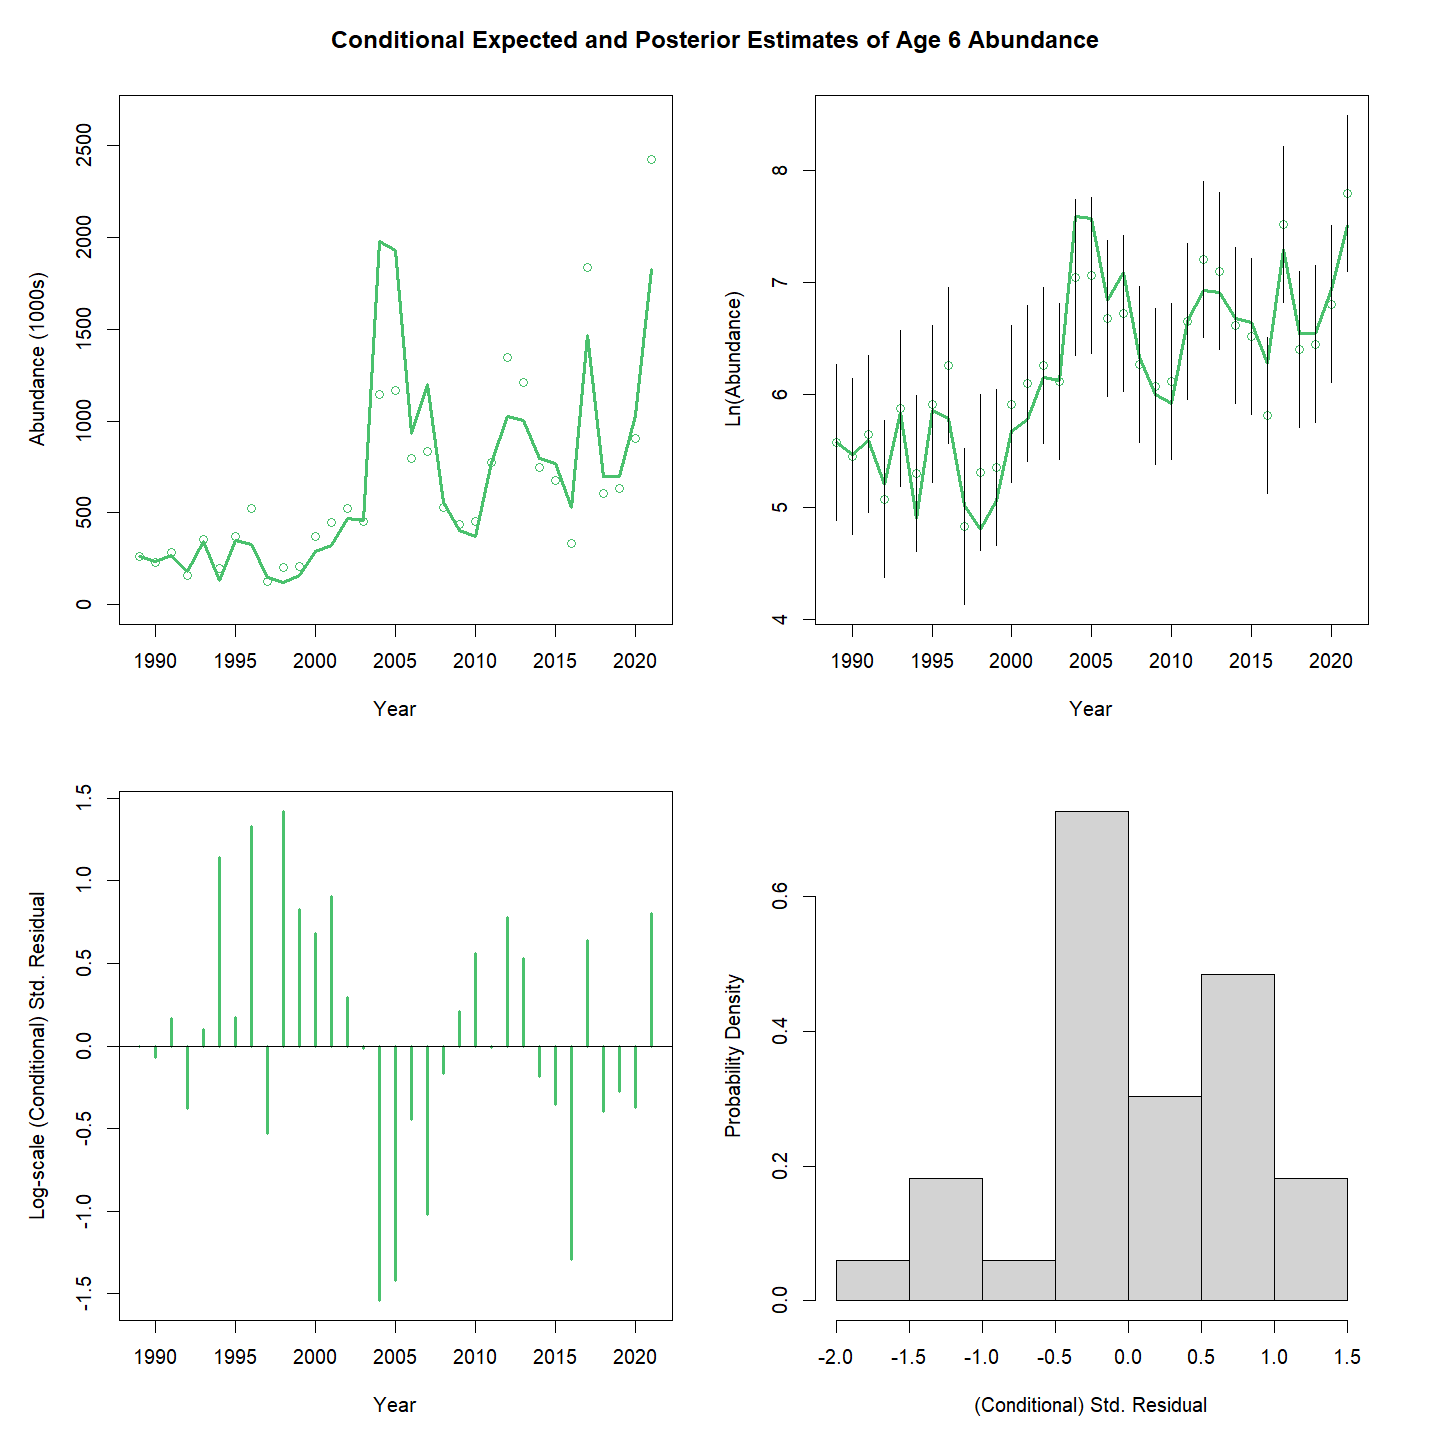 Conditional Expected and Posterior Estimates of Age 6 Abundance
Abundance (1000s)
2500
2000
1500
1000
500
0
1990 1995 2000 2005 2010 2015 2020
Year
Ln(Abundance)
8
7
6
5
4
1990 1995 2000 2005 2010 2015 2020
Year
Log-scale (Conditional) Std. Residual
1.5
1.0
0.5
0.0
-0.5
-1.0
-1.5
1990 1995 2000 2005 2010 2015 2020
Year
Probability Density
0.6
0.4
0.2
0.0
-2.0 -1.5 -1.0 -0.5 0.0 0.5 1.0 1.5
(Conditional) Std. Residual